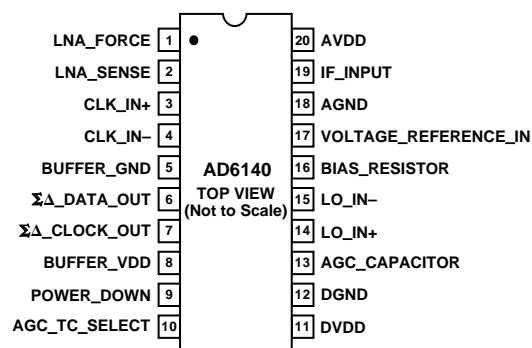 LNA_FORCE 1 20 AVDD
LNA_SENSE 2 19 IF_INPUT
CLK_IN+ 3 18 AGND
CLK_IN– 4 17 VOLTAGE_REFERENCE_IN
BUFFER_GND 5 16 BIAS_RESISTOR
ΣΔ_DATA_OUT 6 15 LO_IN–
ΣΔ_CLOCK_OUT 7 14 LO_IN+
BUFFER_VDD 8 13 AGC_CAPACITOR
POWER_DOWN 9 12 DGND
AGC_TC_SELECT 10 11 DVDD
AD6140
TOP VIEW
(Not to Scale)